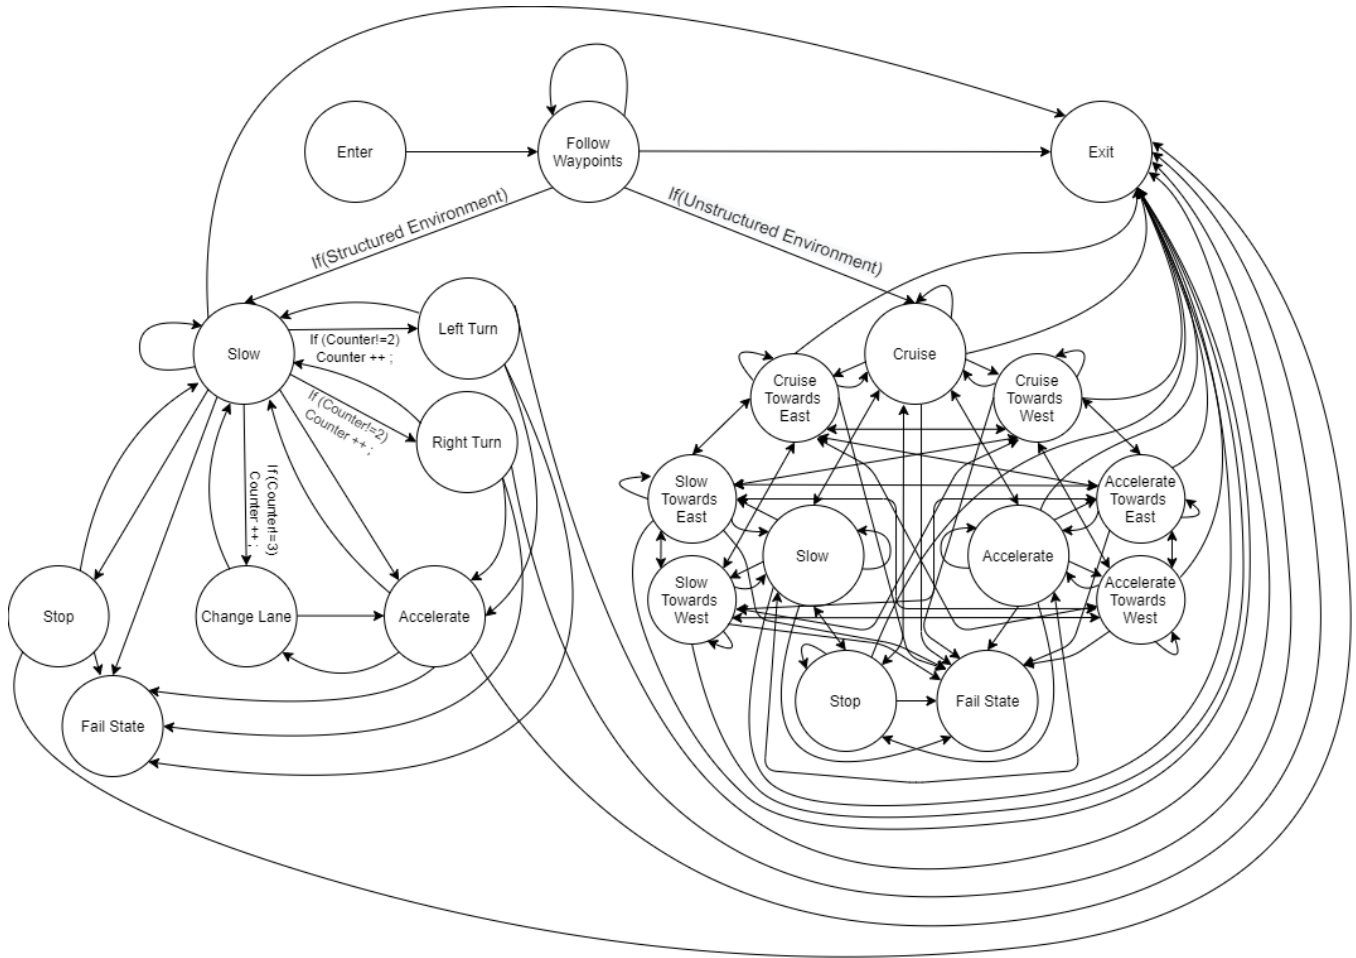 Enter
Follow
Waypoints
Exit
If(Structured Environment)
If(Unstructured Environment)
Left Turn
Slow
If (Counter!=2)
Counter ++ ;
If (Counter!=2)
Counter ++ ;
Right Turn
If(Counter!=3)
Counter ++ ;
Stop
Change Lane
Accelerate
Fail State
Cruise
Cruise
Towards
East
Cruise
Towards
West
Slow
Towards
East
Accelerate
Towards
East
Slow
Accelerate
Slow
Towards
West
Accelerate
Towards
West
Stop
Fail State